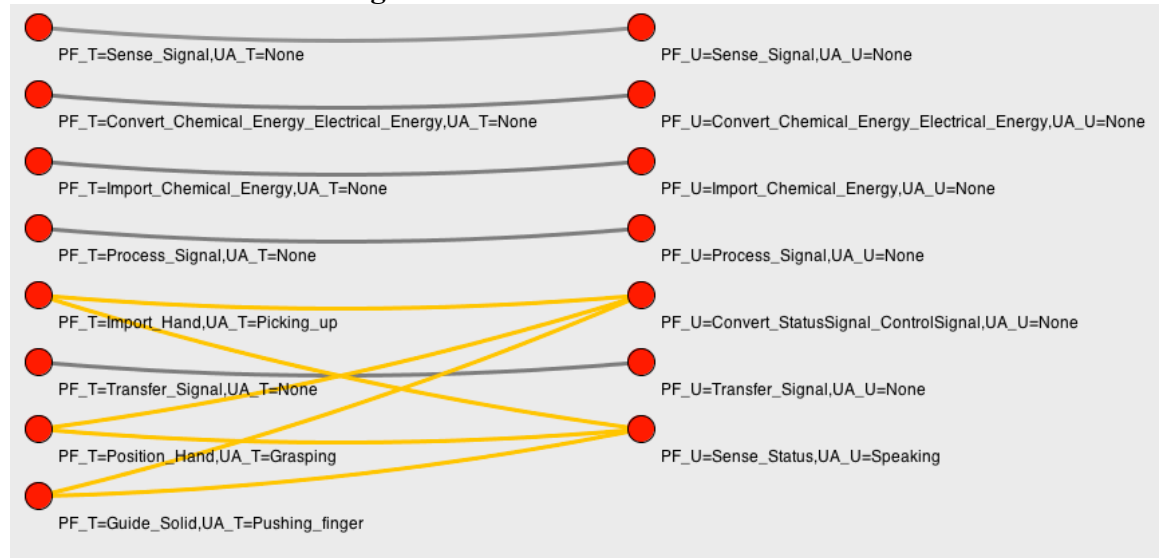 PF_T=Sense_Signal,UA_T=None
PF_U=Sense_Signal,UA_U=None
PF_T=Convert_Chemical_Energy_Electrical_Energy,UA_T=None
PF_U=Convert_Chemical_Energy_Electrical_Energy,UA_U=None
PF_T=Import_Chemical_Energy,UA_T=None
PF_U=Import_Chemical_Energy,UA_U=None
PF_T=Process_Signal,UA_T=None
PF_U=Process_Signal,UA_U=None
PF_T=Import_Hand,UA_T=Picking_up
PF_U=Convert_StatusSignal_ControlSignal,UA_U=None
PF_T=Transfer_Signal,UA_T=None
PF_U=Transfer_Signal,UA_U=None
PF_T=Position_Hand,UA_T=Grasping
PF_U=Sense_Status,UA_U=Speaking
PF_T=Guide_Solid,UA_T=Pushing_finger